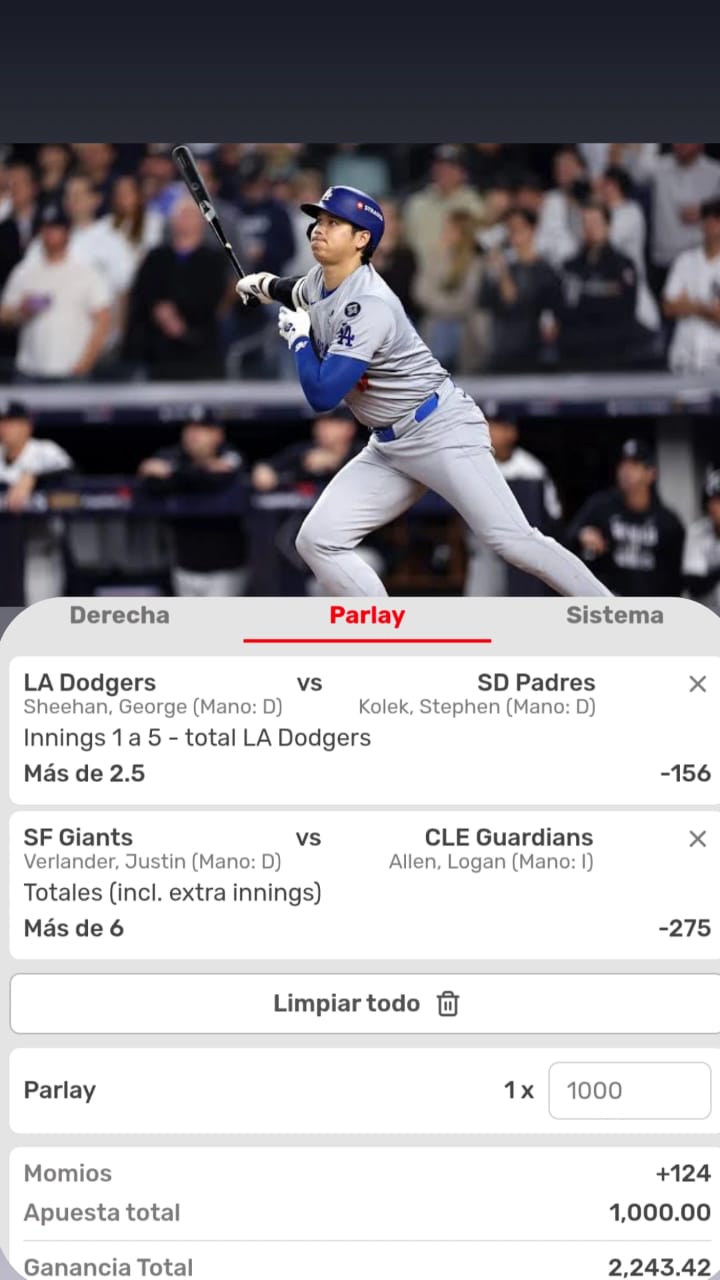 Derecha Parlay Sistema
LA Dodgers vs SD Padres
Sheehan, George (Mano: D) Kolek, Stephen (Mano: D)
Innings 1 a 5 - total LA Dodgers
Más de 2.5 -156
SF Giants vs CLE Guardians
Verlander, Justin (Mano: D) Allen, Logan (Mano: I)
Totales (incl. extra innings)
Más de 6 -275
Limpiar todo
Parlay 1 x 1000
Momios +124
Apuesta total 1,000.00
Ganancia Total 2,243.42